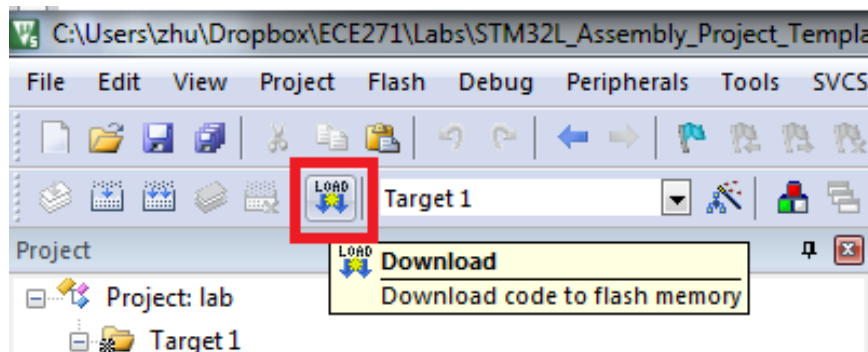 C:\Users\zhu\Dropbox\ECE271\Labs\STM32L_Assembly_Project_Templa
File Edit View Project Flash Debug Peripherals Tools SVCS
LOAD Target 1
Project
LOAD Download
Download code to flash memory
Project: lab
Target 1